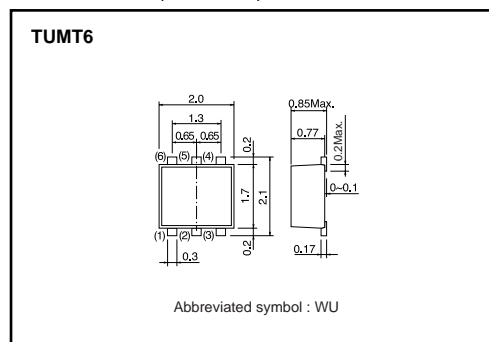 TUMT6
2.0
1.3
0.65 0.65
(6) (5) (4)
0.2
1.7
2.1
0.2
(1) (2) (3)
0.3
0.85Max.
0.77
0.2Max.
0~0.1
0.17
Abbreviated symbol : WU